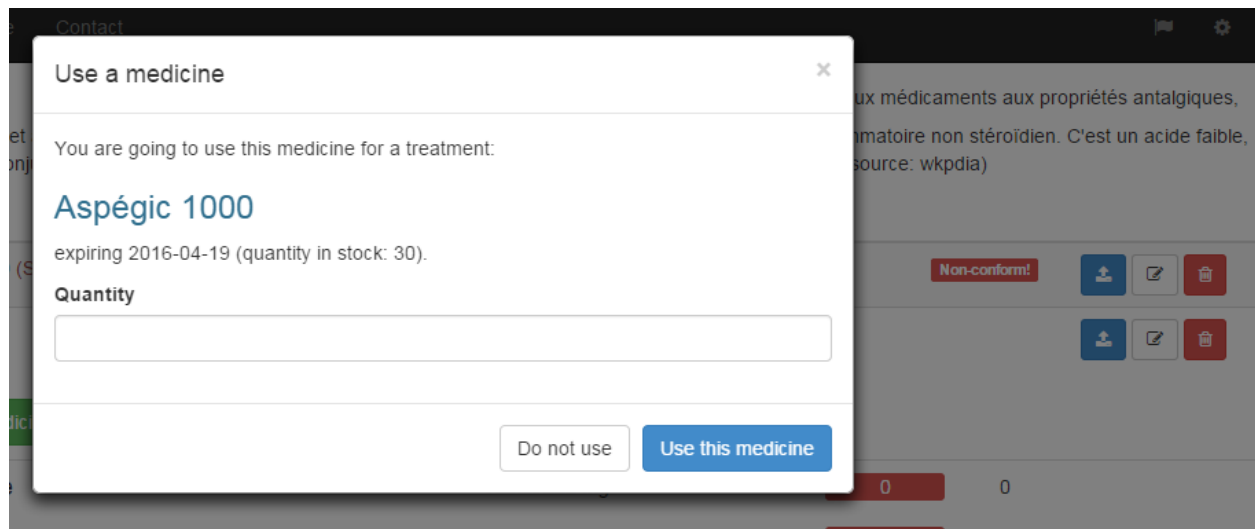 Contact
Use a medicine ×
ux médicaments aux propriétés antalgiques,
et
mmatoire non stéroïdien. C'est un acide faible,
You are going to use this medicine for a treatment:
source: wkpdia)
Aspégic 1000
expiring 2016-04-19 (quantity in stock: 30).
Non-conform!
Quantity
Do not use
Use this medicine
0 0